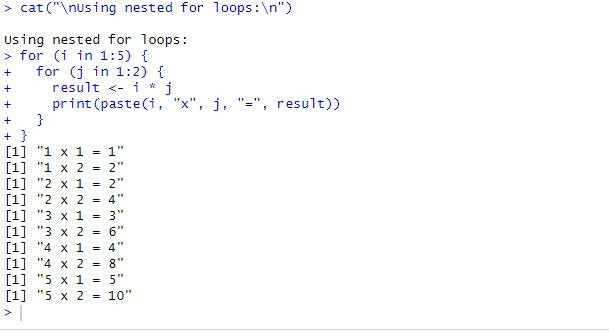 > cat("\nUsing nested for loops:\n")

Using nested for loops:
> for (i in 1:5) {
+   for (j in 1:2) {
+     result <- i * j
+     print(paste(i, "x", j, "=", result))
+   }
+ }
[1] "1 x 1 = 1"
[1] "1 x 2 = 2"
[1] "2 x 1 = 2"
[1] "2 x 2 = 4"
[1] "3 x 1 = 3"
[1] "3 x 2 = 6"
[1] "4 x 1 = 4"
[1] "4 x 2 = 8"
[1] "5 x 1 = 5"
[1] "5 x 2 = 10"
>